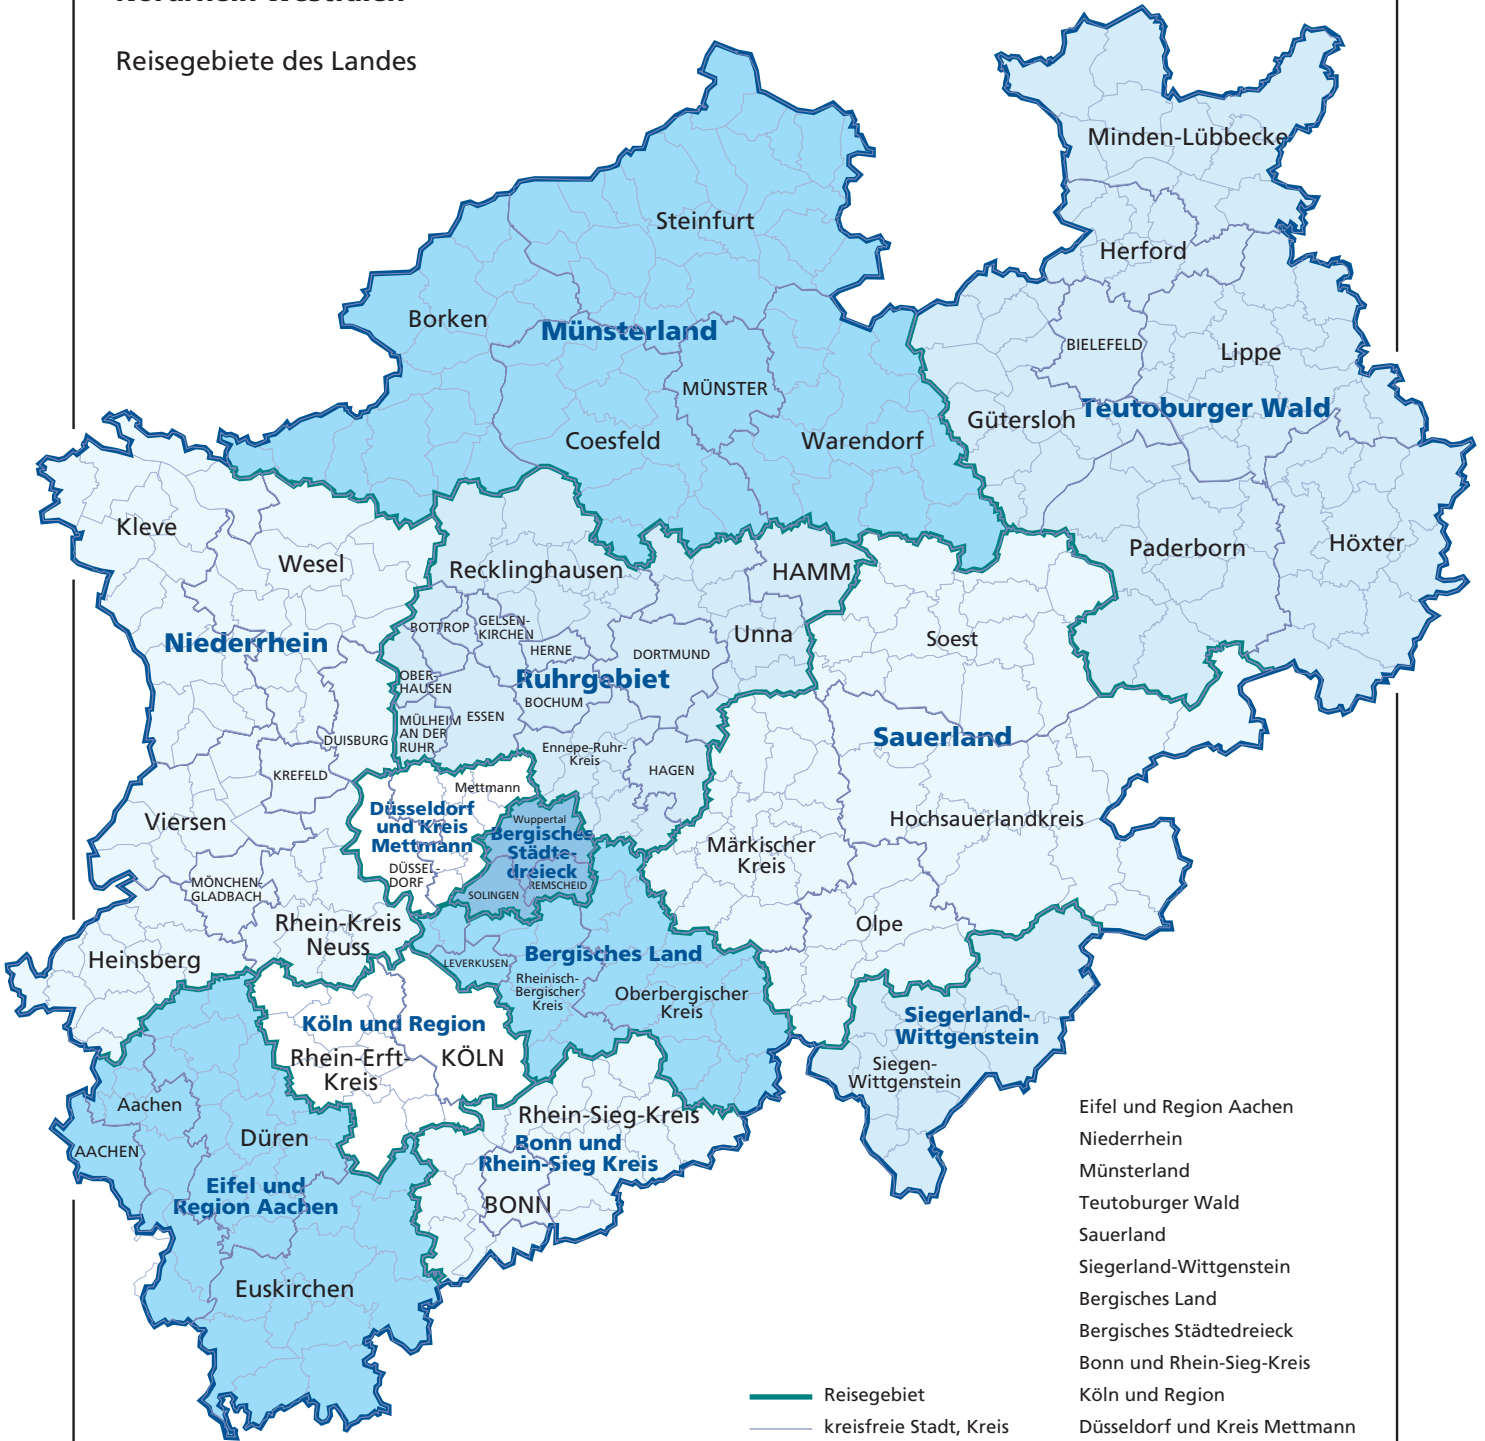 Reisegebiete des Landes
Minden-Lübbecke
Steinfurt
Herford
Borken
Münsterland
BIELEFELD
Lippe
MÜNSTER
Teutoburger Wald
Gütersloh
Coesfeld
Warendorf
Kleve
Wesel
Paderborn
Höxter
Recklinghausen
HAMM
BOTTROP
GELSEN-
KIRCHEN
Unna
Soest
Niederrhein
HERNE
DORTMUND
OBER-
HAUSEN
Ruhrgebiet
BOCHUM
MÜLHEIM
AN DER
RUHR
ESSEN
DUISBURG
Sauerland
Ennepe-Ruhr-
Kreis
HAGEN
KREFELD
Mettmann
Düsseldorf
und Kreis
Mettmann
Viersen
Wuppertal
Bergisches
Städte-
dreieck
Hochsauerlandkreis
Märkischer
Kreis
DÜSSEL-
DORF
MÖNCHEN-
GLADBACH
SOLINGEN
REMSCHEID
Rhein-Kreis
Neuss
Olpe
Heinsberg
Bergisches Land
LEVERKUSEN
Rheinisch-
Bergischer
Kreis
Oberbergischer
Kreis
Köln und Region
Siegerland-
Wittgenstein
Rhein-Erft-
Kreis
KÖLN
Siegen-
Wittgenstein
Aachen
Rhein-Sieg-Kreis
Düren
AACHEN
Bonn und
Rhein-Sieg Kreis
Eifel und
Region Aachen
BONN
Euskirchen
Eifel und Region Aachen
Niederrhein
Münsterland
Teutoburger Wald
Sauerland
Siegerland-Wittgenstein
Bergisches Land
Bergisches Städtedreieck
Bonn und Rhein-Sieg-Kreis
Reisegebiet
Köln und Region
kreisfreie Stadt, Kreis
Düsseldorf und Kreis Mettmann